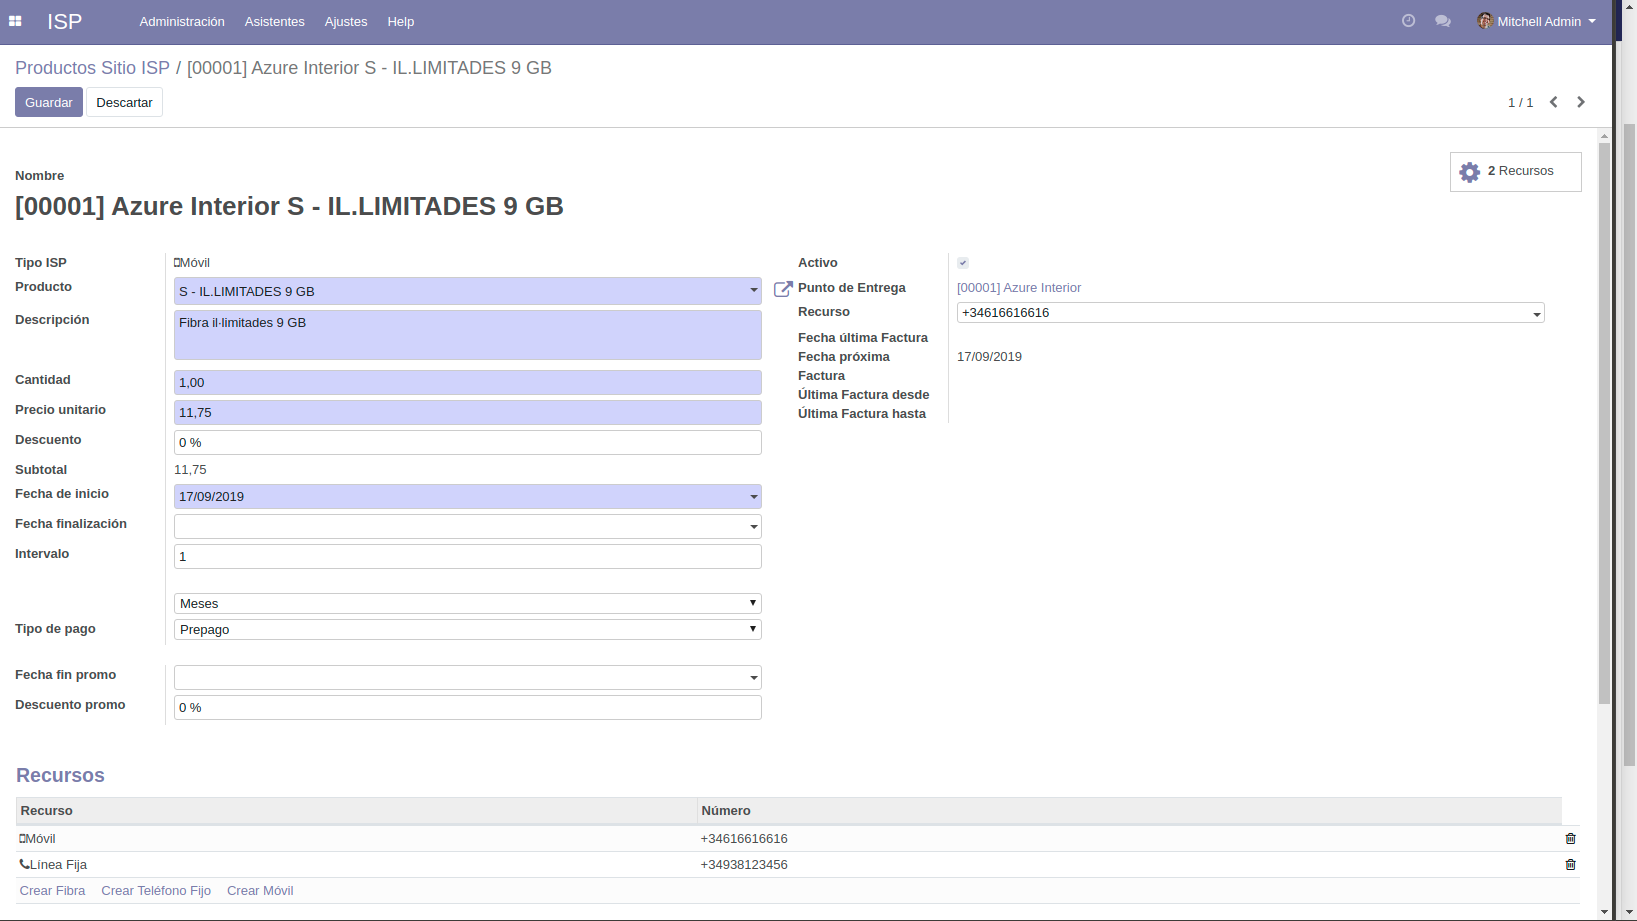 ISP Administración Asistentes Ajustes Help Mitchell Admin
Productos Sitio ISP / [00001] Azure Interior S - IL.LIMITADES 9 GB
Guardar Descartar 1 / 1
2 Recursos
Nombre
[00001] Azure Interior S - IL.LIMITADES 9 GB
Tipo ISP Móvil
Producto S - IL.LIMITADES 9 GB
Descripción Fibra il·limitades 9 GB
Cantidad 1,00
Precio unitario 11,75
Descuento 0 %
Subtotal 11,75
Fecha de inicio 17/09/2019
Fecha finalización
Intervalo 1
Meses
Tipo de pago Prepago
Fecha fin promo
Descuento promo 0 %
Activo
Punto de Entrega [00001] Azure Interior
Recurso +34616616616
Fecha última Factura
Fecha próxima 17/09/2019
Factura
Última Factura desde
Última Factura hasta
Recursos
Recurso Número
Móvil +34616616616
Línea Fija +34938123456
Crear Fibra Crear Teléfono Fijo Crear Móvil